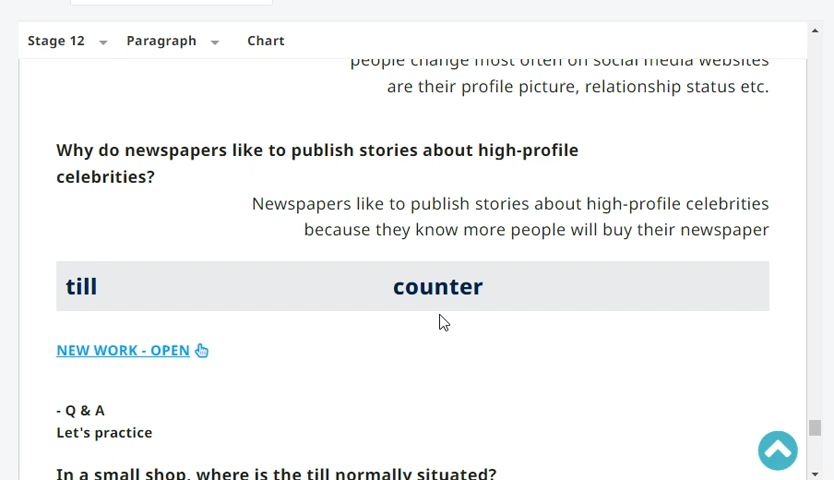 Stage 12 Paragraph Chart
people change most often on social media websites
are their profile picture, relationship status etc.
Why do newspapers like to publish stories about high-profile
celebrities?
Newspapers like to publish stories about high-profile celebrities
because they know more people will buy their newspaper
till counter
NEW WORK - OPEN
- Q & A
Let's practice
In a small shop, where is the till normally situated?